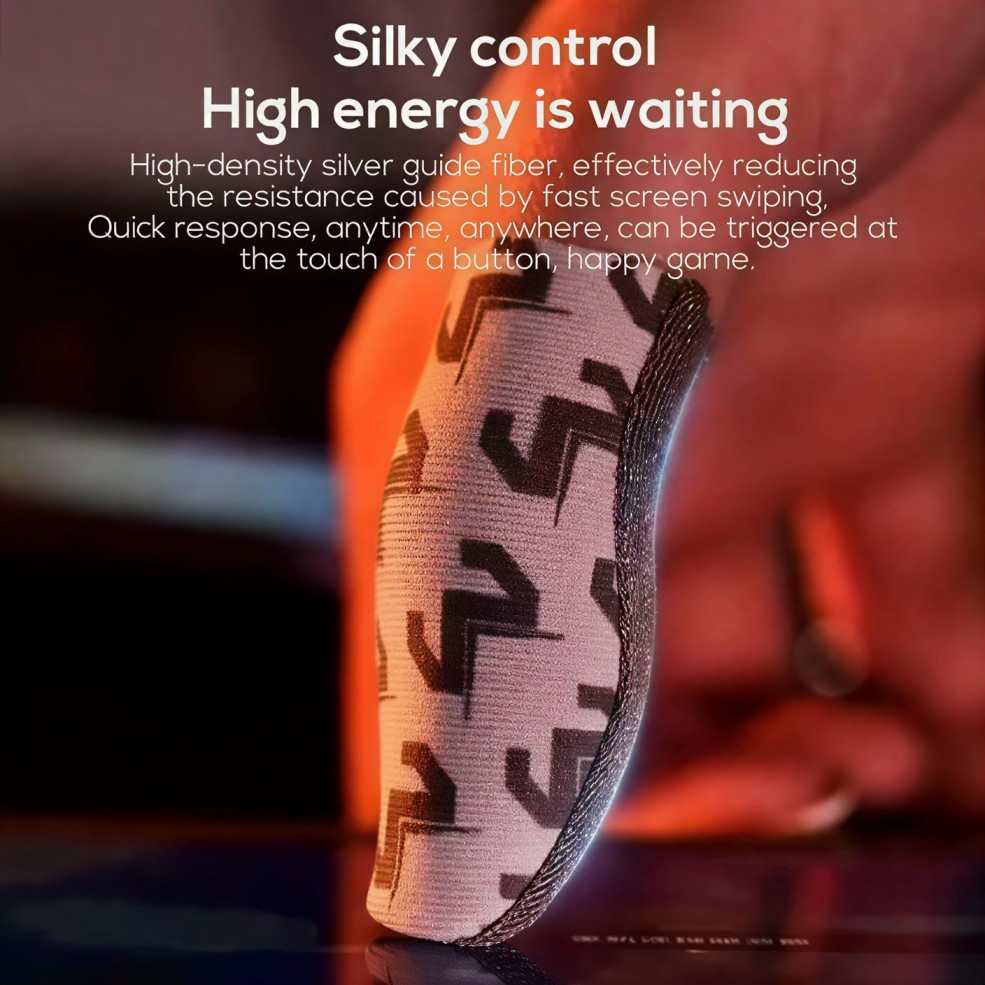 Silky control
High energy is waiting
High-density silver guide fiber, effectively reducing
the resistance caused by fast screen swiping,
Quick response, anytime, anywhere, can be triggered at
the touch of a button, happy garne.